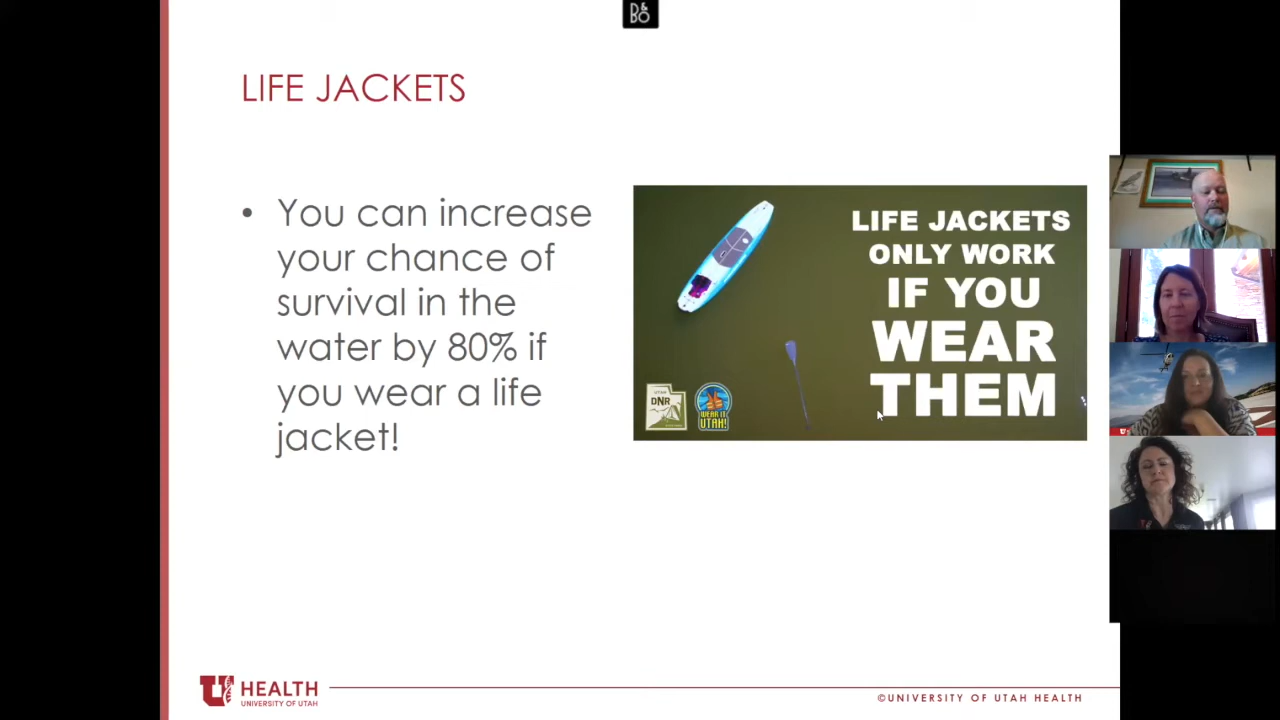 B&O
LIFE JACKETS
• You can increase
your chance of
survival in the
water by 80% if
you wear a life
jacket!
LIFE JACKETS
ONLY WORK
IF YOU
WEAR
THEM
UTAH
DNR
WEAR IT
UTAH!
U HEALTH
UNIVERSITY OF UTAH
©UNIVERSITY OF UTAH HEALTH